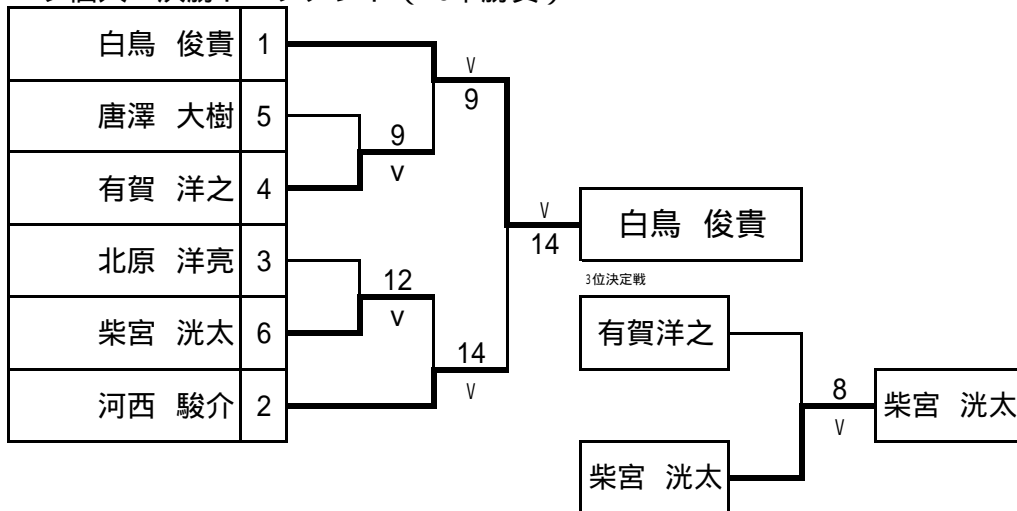 白鳥 俊貴 1
V
9
唐澤 大樹 5
9
v
有賀 洋之 4
V
14
白鳥 俊貴
北原 洋亮 3
12
v
3位決定戦
柴宮 洸太 6
有賀洋之
14
V
河西 駿介 2
8
V
柴宮 洸太
柴宮 洸太